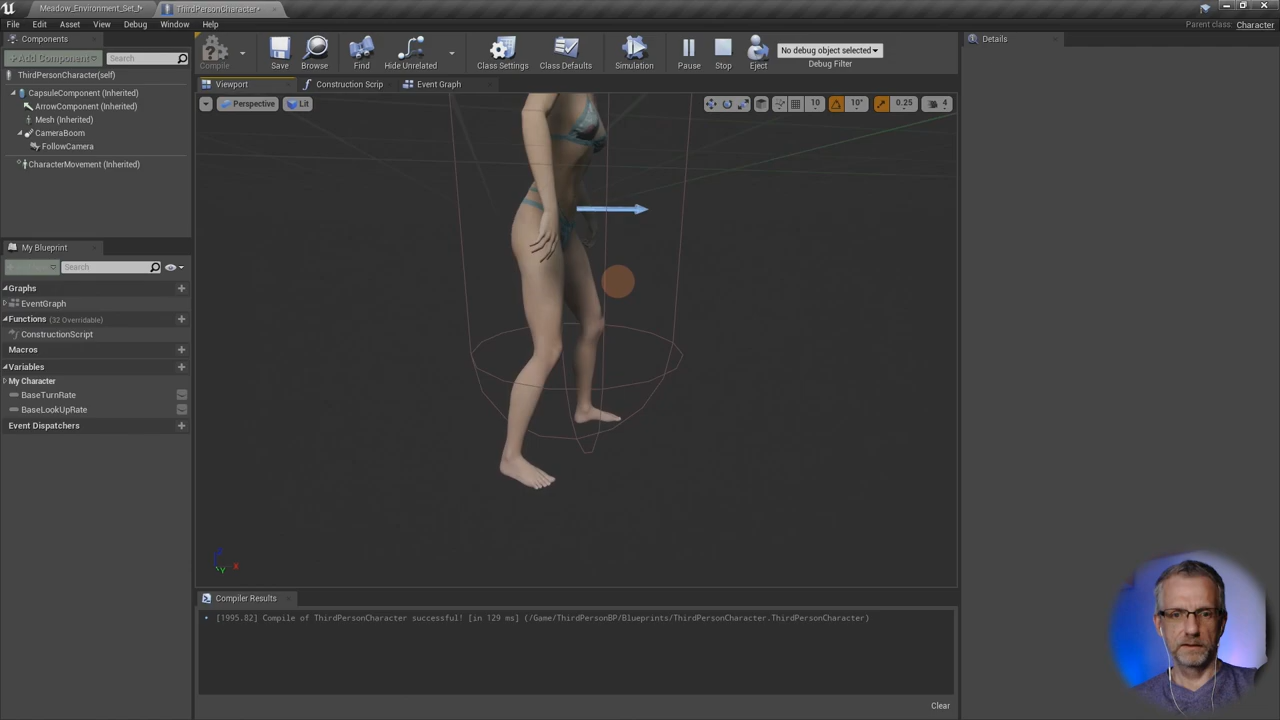 Meadow_Environment_Set_*
ThirdPersonCharacter*
File Edit Asset View Debug Window Help
Parent class: Character
Components
+Add Component
Search
ThirdPersonCharacter(self)
CapsuleComponent (Inherited)
ArrowComponent (Inherited)
Mesh (Inherited)
CameraBoom
FollowCamera
CharacterMovement (Inherited)
My Blueprint
Search
Graphs
EventGraph
Functions (32 Overridable)
ConstructionScript
Macros
Variables
My Character
BaseTurnRate
BaseLookUpRate
Event Dispatchers
Compile
Save
Browse
Find
Hide Unrelated
Class Settings
Class Defaults
Simulation
Pause
Stop
Eject
No debug object selected
Debug Filter
Viewport
Construction Scrip
Event Graph
Perspective
Lit
10
10°
0.25
4
Z
X
Y
Compiler Results
[1995.82] Compile of ThirdPersonCharacter successful! [in 129 ms] (/Game/ThirdPersonBP/Blueprints/ThirdPersonCharacter.ThirdPersonCharacter)
Clear
Details